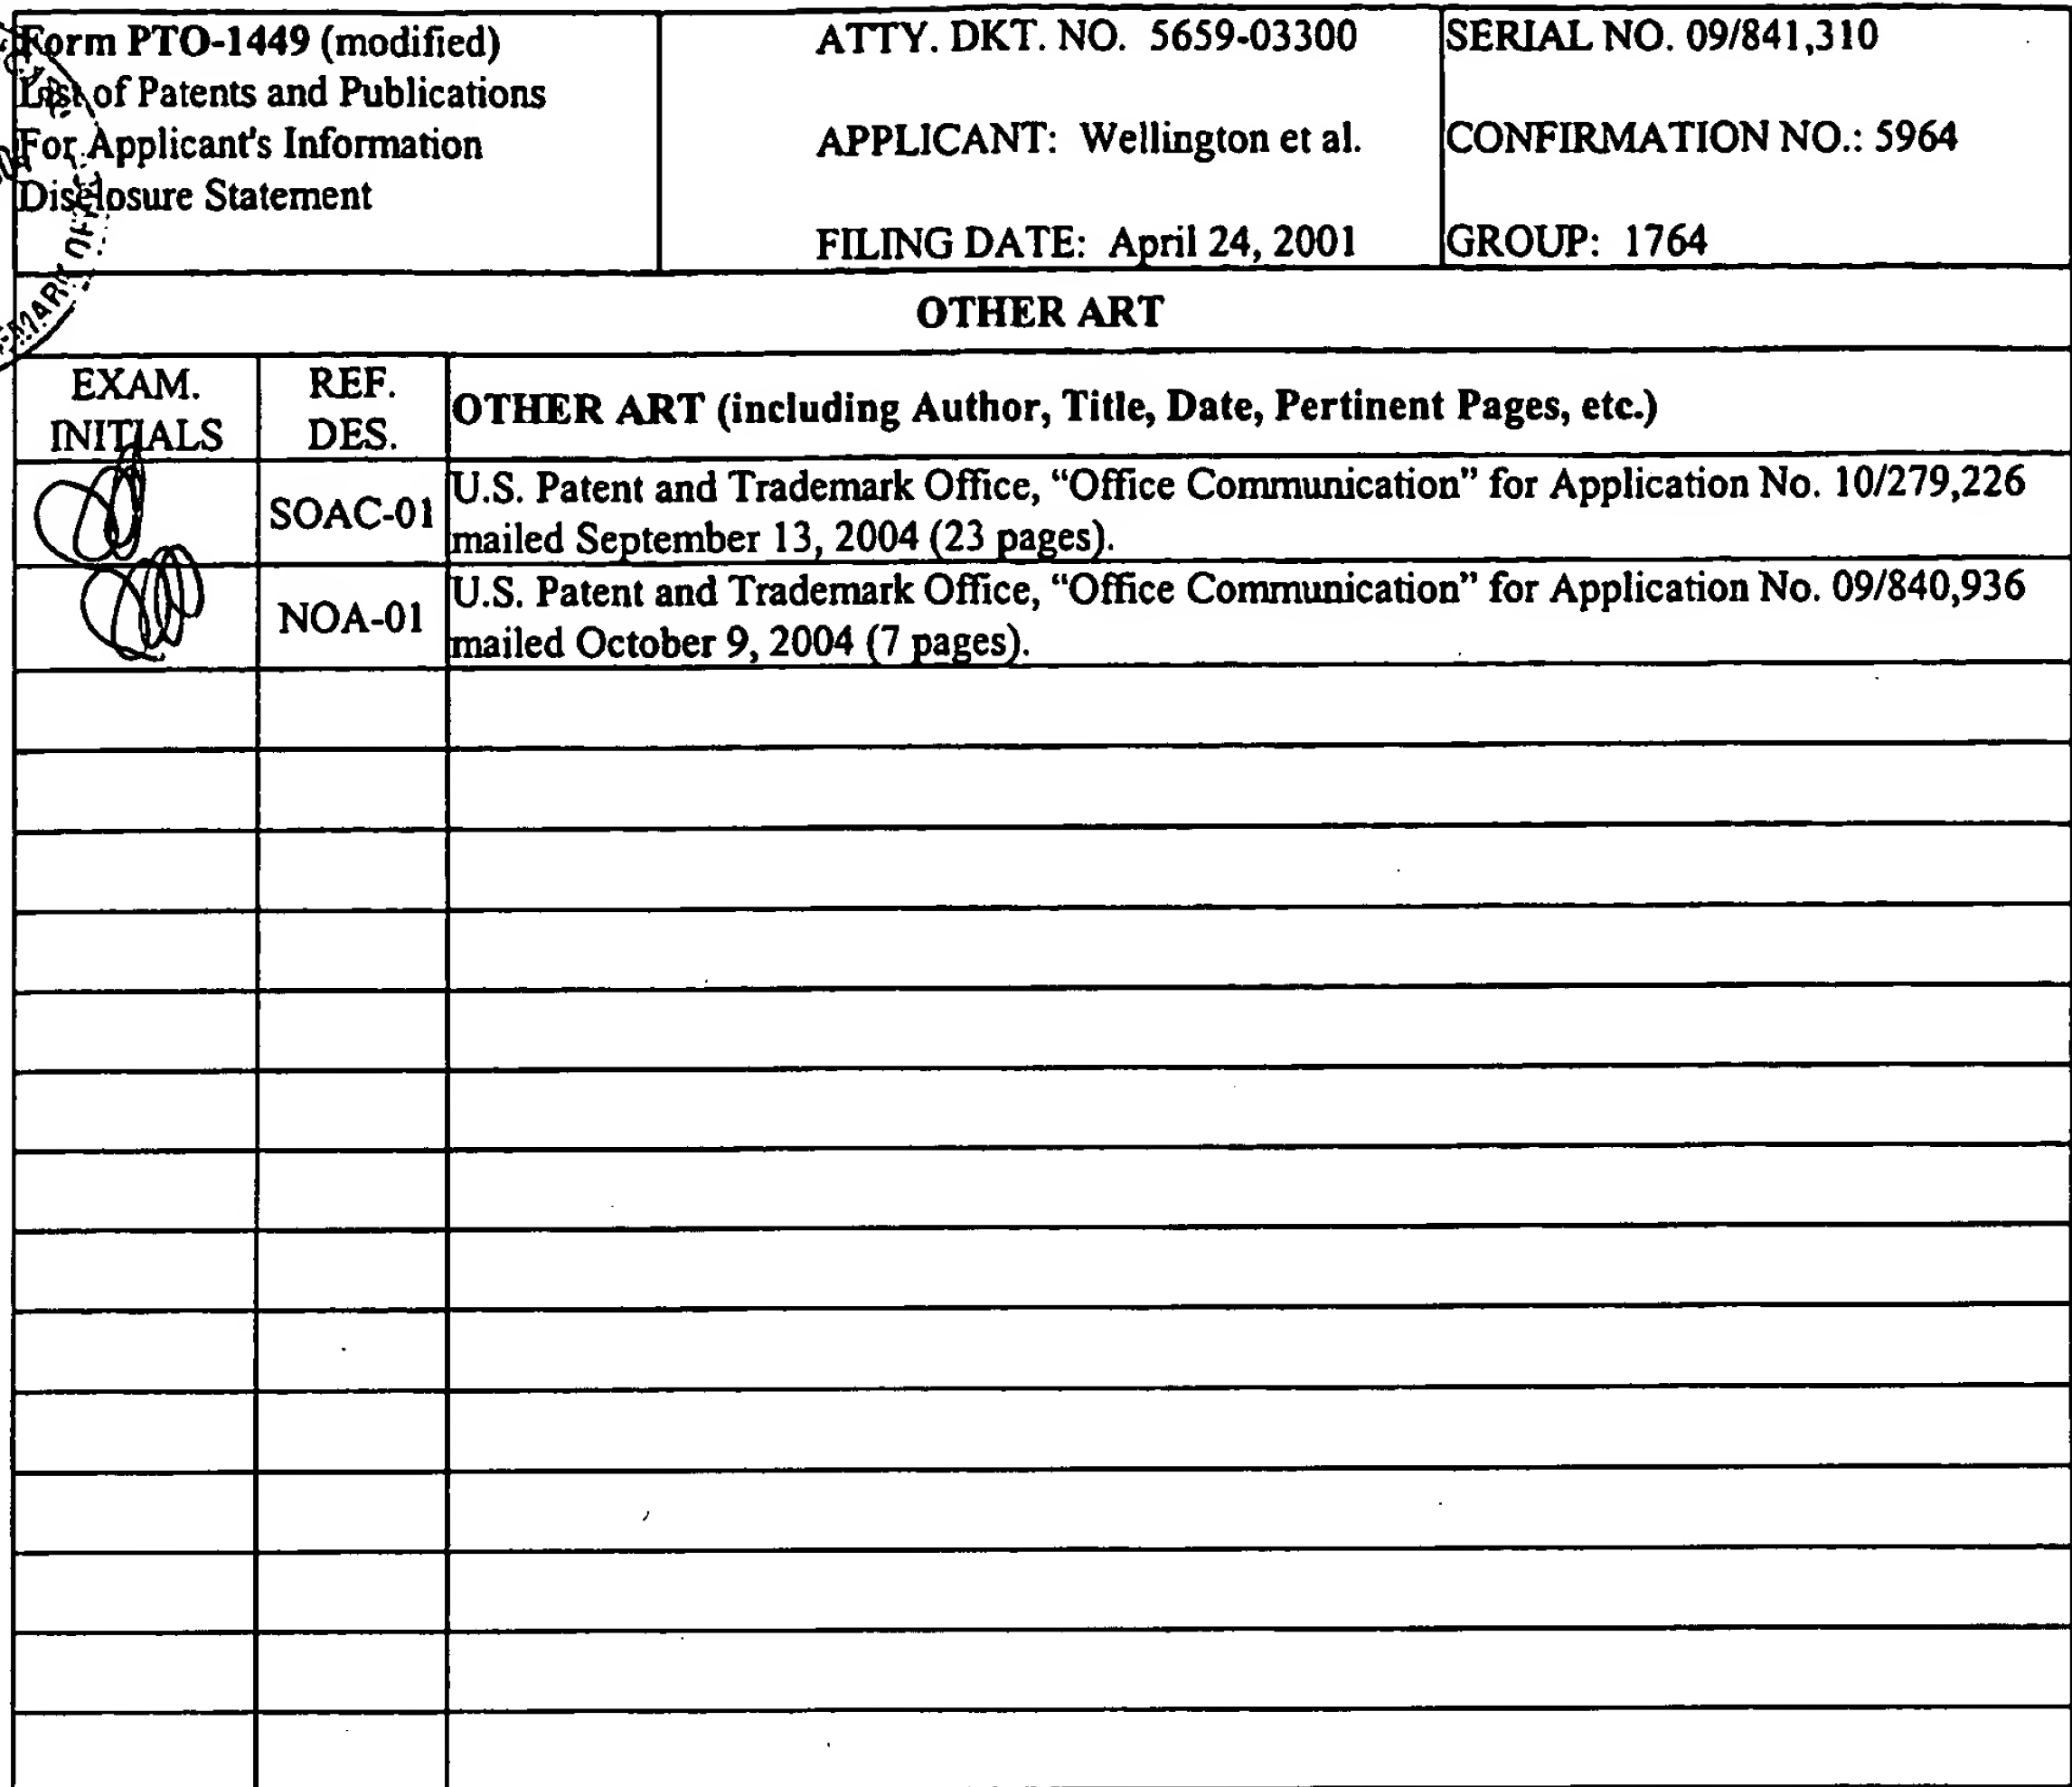 Form PTO-1449 (modified)
List of Patents and Publications
For Applicant's Information
Disclosure Statement
ATTY. DKT. NO. 5659-03300
APPLICANT: Wellington et al.
FILING DATE: April 24, 2001
SERIAL NO. 09/841,310
CONFIRMATION NO.: 5964
GROUP: 1764
OTHER ART
EXAM.
INITIALS
REF.
DES.
OTHER ART (including Author, Title, Date, Pertinent Pages, etc.)
SOAC-01
U.S. Patent and Trademark Office, “Office Communication” for Application No. 10/279,226
mailed September 13, 2004 (23 pages).
NOA-01
U.S. Patent and Trademark Office, “Office Communication” for Application No. 09/840,936
mailed October 9, 2004 (7 pages).